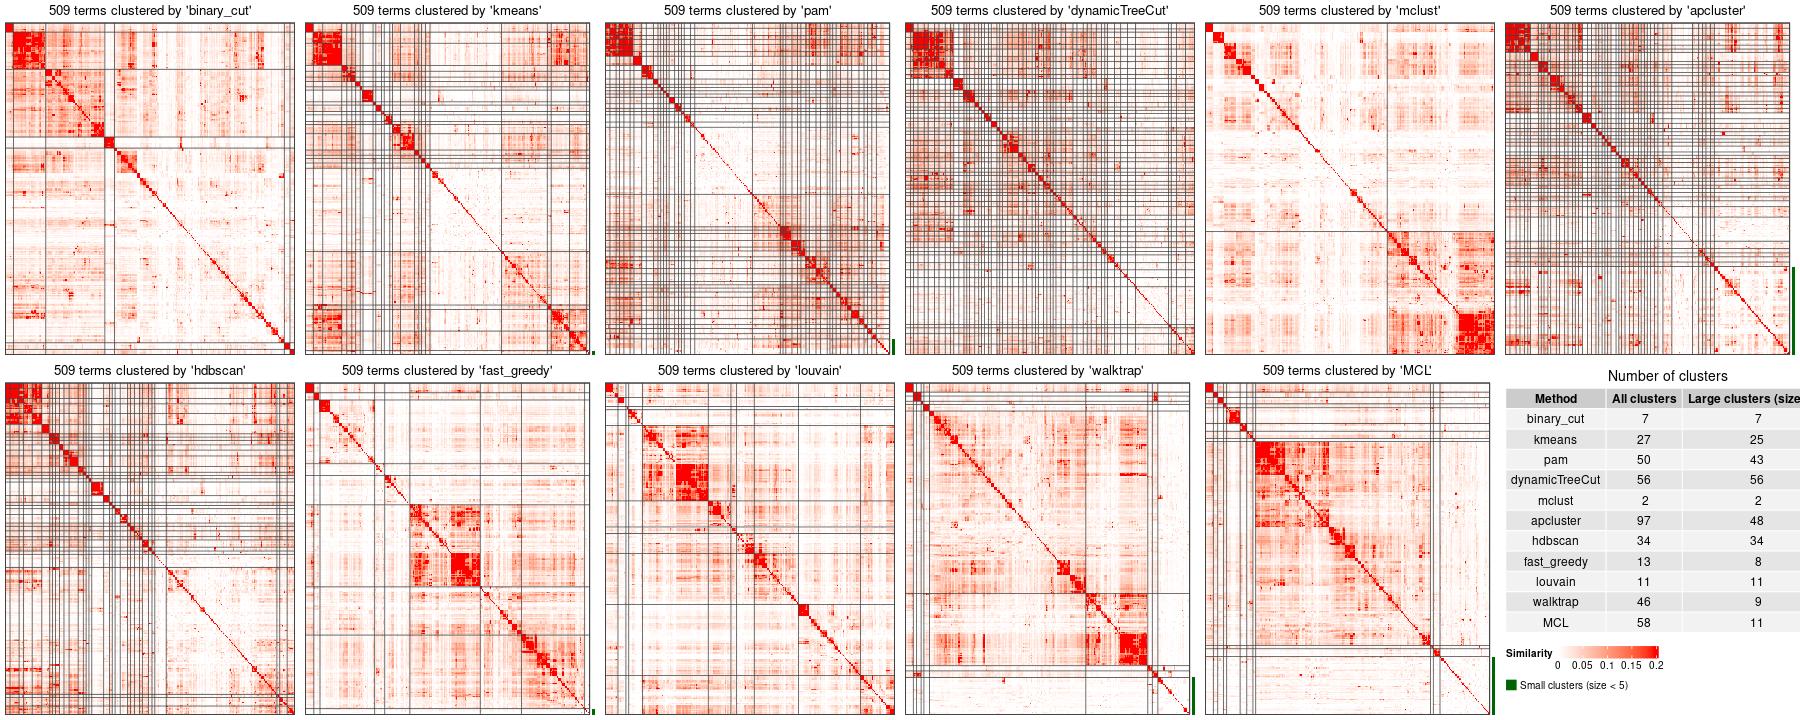 509 terms clustered by 'binary_cut'
509 terms clustered by 'kmeans'
509 terms clustered by 'pam'
509 terms clustered by 'dynamicTreeCut'
509 terms clustered by 'mclust'
509 terms clustered by 'apcluster'
509 terms clustered by 'hdbscan'
509 terms clustered by 'fast_greedy'
509 terms clustered by 'louvain'
509 terms clustered by 'walktrap'
509 terms clustered by 'MCL'
Number of clusters
Method All clusters Large clusters (size
binary_cut 7 7
kmeans 27 25
pam 50 43
dynamicTreeCut 56 56
mclust 2 2
apcluster 97 48
hdbscan 34 34
fast_greedy 13 8
louvain 11 11
walktrap 46 9
MCL 58 11
Similarity
0 0.05 0.1 0.15 0.2
Small clusters (size < 5)